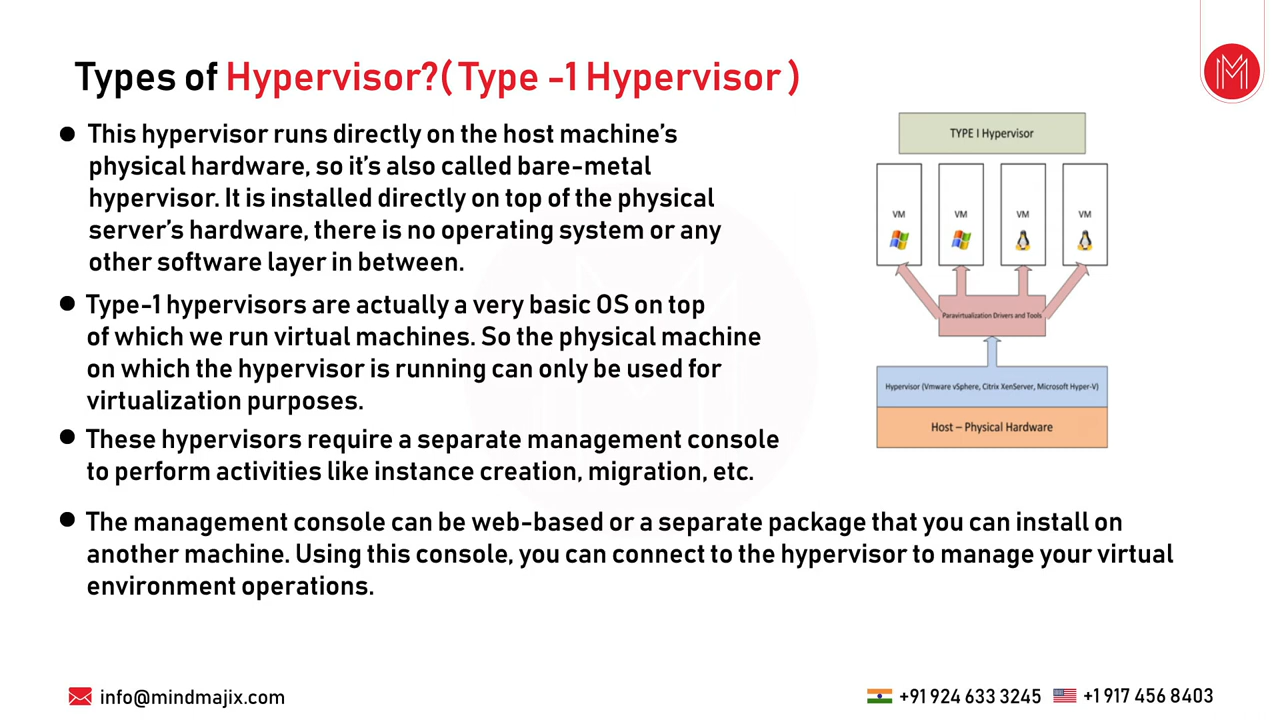 Types of Hypervisor?( Type -1 Hypervisor )
● This hypervisor runs directly on the host machine's
physical hardware, so it's also called bare-metal
hypervisor. It is installed directly on top of the physical
server's hardware, there is no operating system or any
other software layer in between.
● Type-1 hypervisors are actually a very basic OS on top
of which we run virtual machines. So the physical machine
on which the hypervisor is running can only be used for
virtualization purposes.
● These hypervisors require a separate management console
to perform activities like instance creation, migration, etc.
● The management console can be web-based or a separate package that you can install on
another machine. Using this console, you can connect to the hypervisor to manage your virtual
environment operations.
TYPE I Hypervisor
VM VM VM VM
Paravirtualization Drivers and Tools
Hypervisor (Vmware vSphere, Citrix XenServer, Microsoft Hyper-V)
Host – Physical Hardware
info@mindmajix.com
+91 924 633 3245 +1 917 456 8403